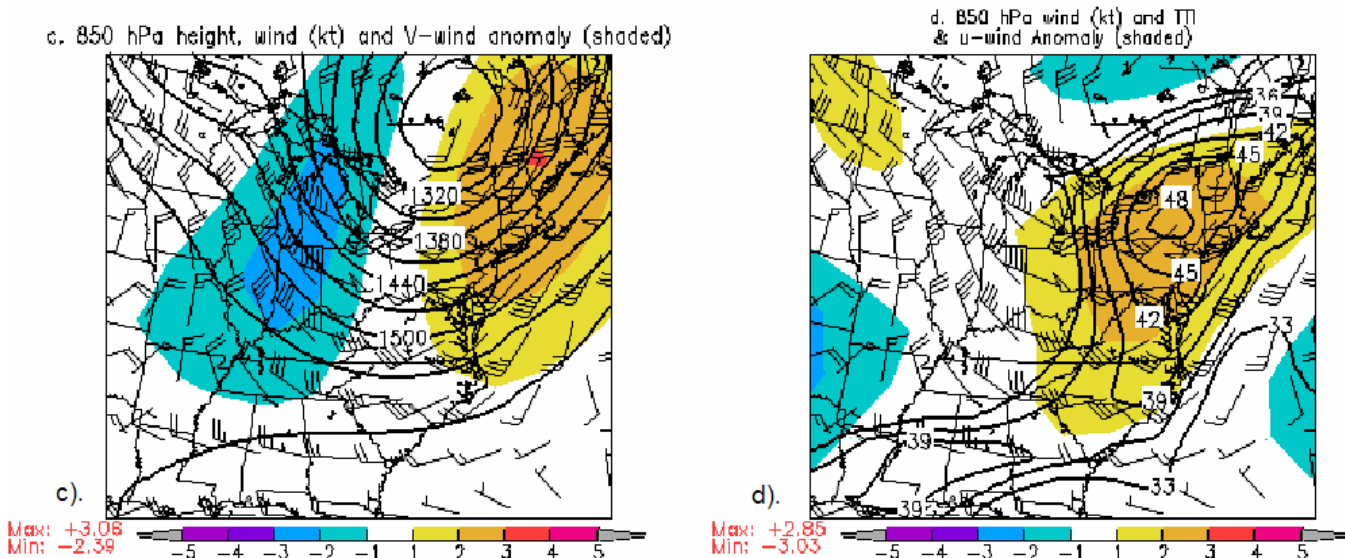 c. 850 hPa height, wind (kt) and V-wind anomaly (shaded)
1320
1380
1440
1500
c).
Max: +3.06
Min: -2.39
-5 -4 -3 -2 -1 1 2 3 4 5
d. 850 hPa wind (kt) and TTI
& u-wind Anomaly (shaded)
36
39
42
45
48
45
42
33
39
39
33
39
d).
Max: +2.85
Min: -3.03
-5 -4 -3 -2 -1 1 2 3 4 5